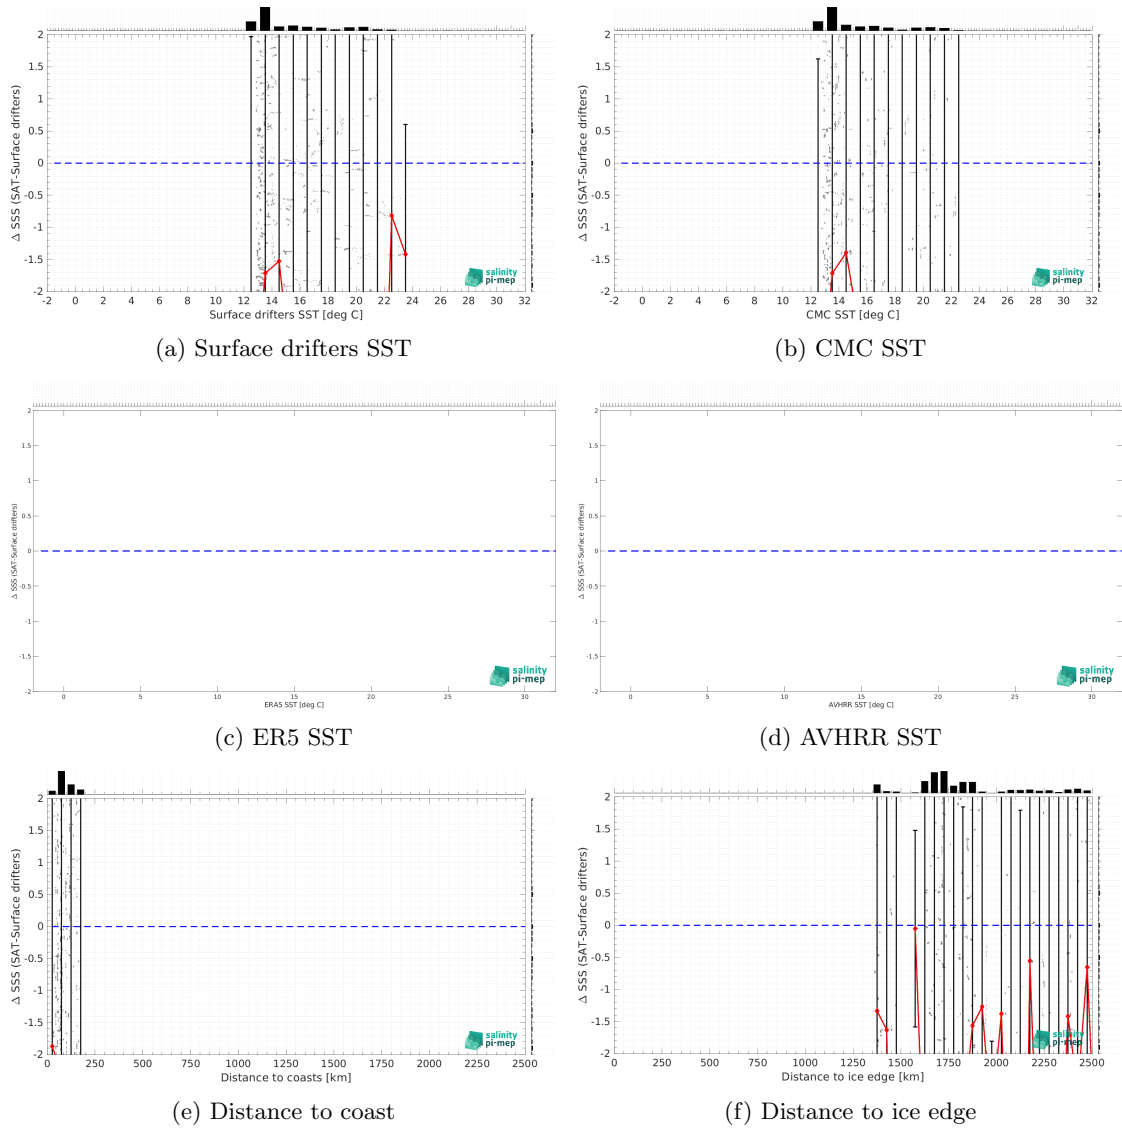 2
1.5
1
0.5
0
-0.5
-1
-1.5
-2
Δ SSS (SAT-Surface drifters)
-2 0 2 4 6 8 10 12 14 16 18 20 22 24 26 28 30 32
Surface drifters SST [deg C]
salinity
pi-mep
(a) Surface drifters SST
2
1.5
1
0.5
0
-0.5
-1
-1.5
-2
Δ SSS (SAT-Surface drifters)
-2 0 2 4 6 8 10 12 14 16 18 20 22 24 26 28 30 32
CMC SST [deg C]
salinity
pi-mep
(b) CMC SST
2
1.5
1
0.5
0
-0.5
-1
-1.5
-2
Δ SSS (SAT-Surface drifters)
0 5 10 15 20 25 30
ERA5 SST [deg C]
salinity
pi-mep
(c) ER5 SST
2
1.5
1
0.5
0
-0.5
-1
-1.5
-2
Δ SSS (SAT-Surface drifters)
0 5 10 15 20 25 30
AVHRR SST [deg C]
salinity
pi-mep
(d) AVHRR SST
2
1.5
1
0.5
0
-0.5
-1
-1.5
-2
Δ SSS (SAT-Surface drifters)
0 250 500 750 1000 1250 1500 1750 2000 2250 2500
Distance to coasts [km]
salinity
pi-mep
(e) Distance to coast
2
1.5
1
0.5
0
-0.5
-1
-1.5
-2
Δ SSS (SAT-Surface drifters)
0 250 500 750 1000 1250 1500 1750 2000 2250 2500
Distance to ice edge [km]
salinity
pi-mep
(f) Distance to ice edge